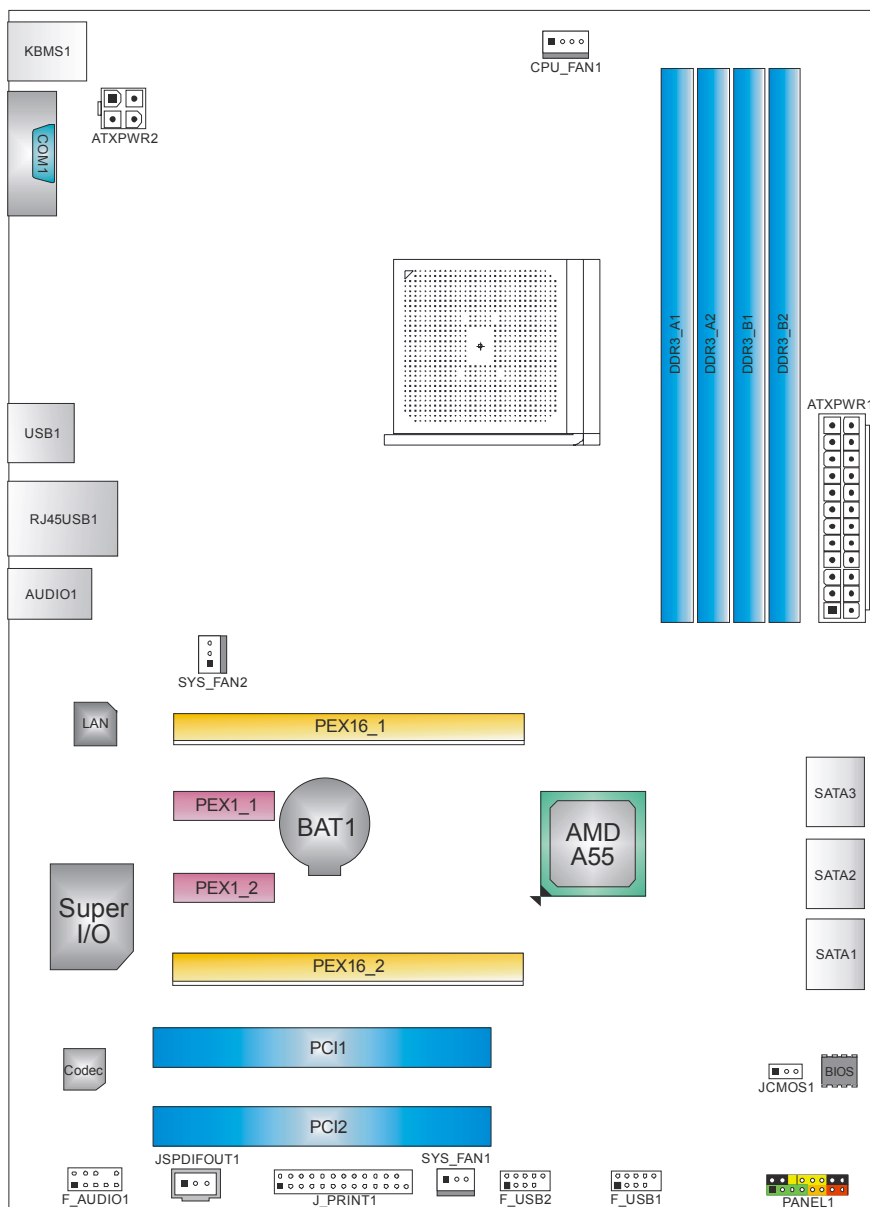 KBMS1
CPU_FAN1
ATXPWR2
COM1
DDR3_A1
DDR3_A2
DDR3_B1
DDR3_B2
ATXPWR1
USB1
RJ45USB1
AUDIO1
SYS_FAN2
LAN
PEX16_1
PEX1_1
BAT1
AMD
A55
SATA3
PEX1_2
SATA2
Super
I/O
PEX16_2
SATA1
PCI1
Codec
BIOS
JCMOS1
PCI2
JSPDIFOUT1
SYS_FAN1
F_AUDIO1
J_PRINT1
F_USB2
F_USB1
PANEL1